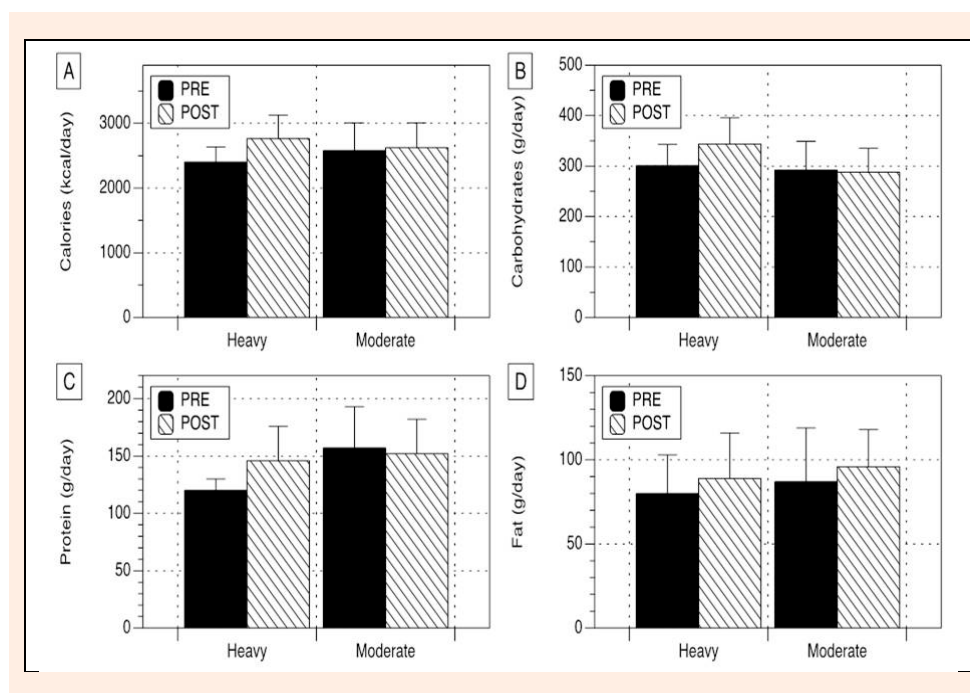 A
Calories (kcal/day)
3000
2000
1000
0
PRE
POST
Heavy
Moderate
B
Carbohydrates (g/day)
500
400
300
200
100
0
PRE
POST
Heavy
Moderate
C
Protein (g/day)
200
150
100
50
0
PRE
POST
Heavy
Moderate
D
Fat (g/day)
150
100
50
0
PRE
POST
Heavy
Moderate